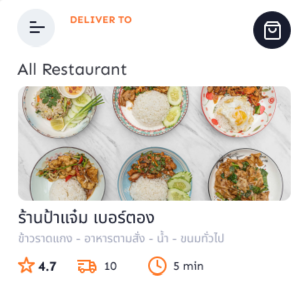 DELIVER TO
All Restaurant
ร้านป้าแจ๋ม เบอร์ตอง
ข้าวราดแกง - อาหารตามสั่ง - น้ำ - ขนมทั่วไป
4.7 10 5 min